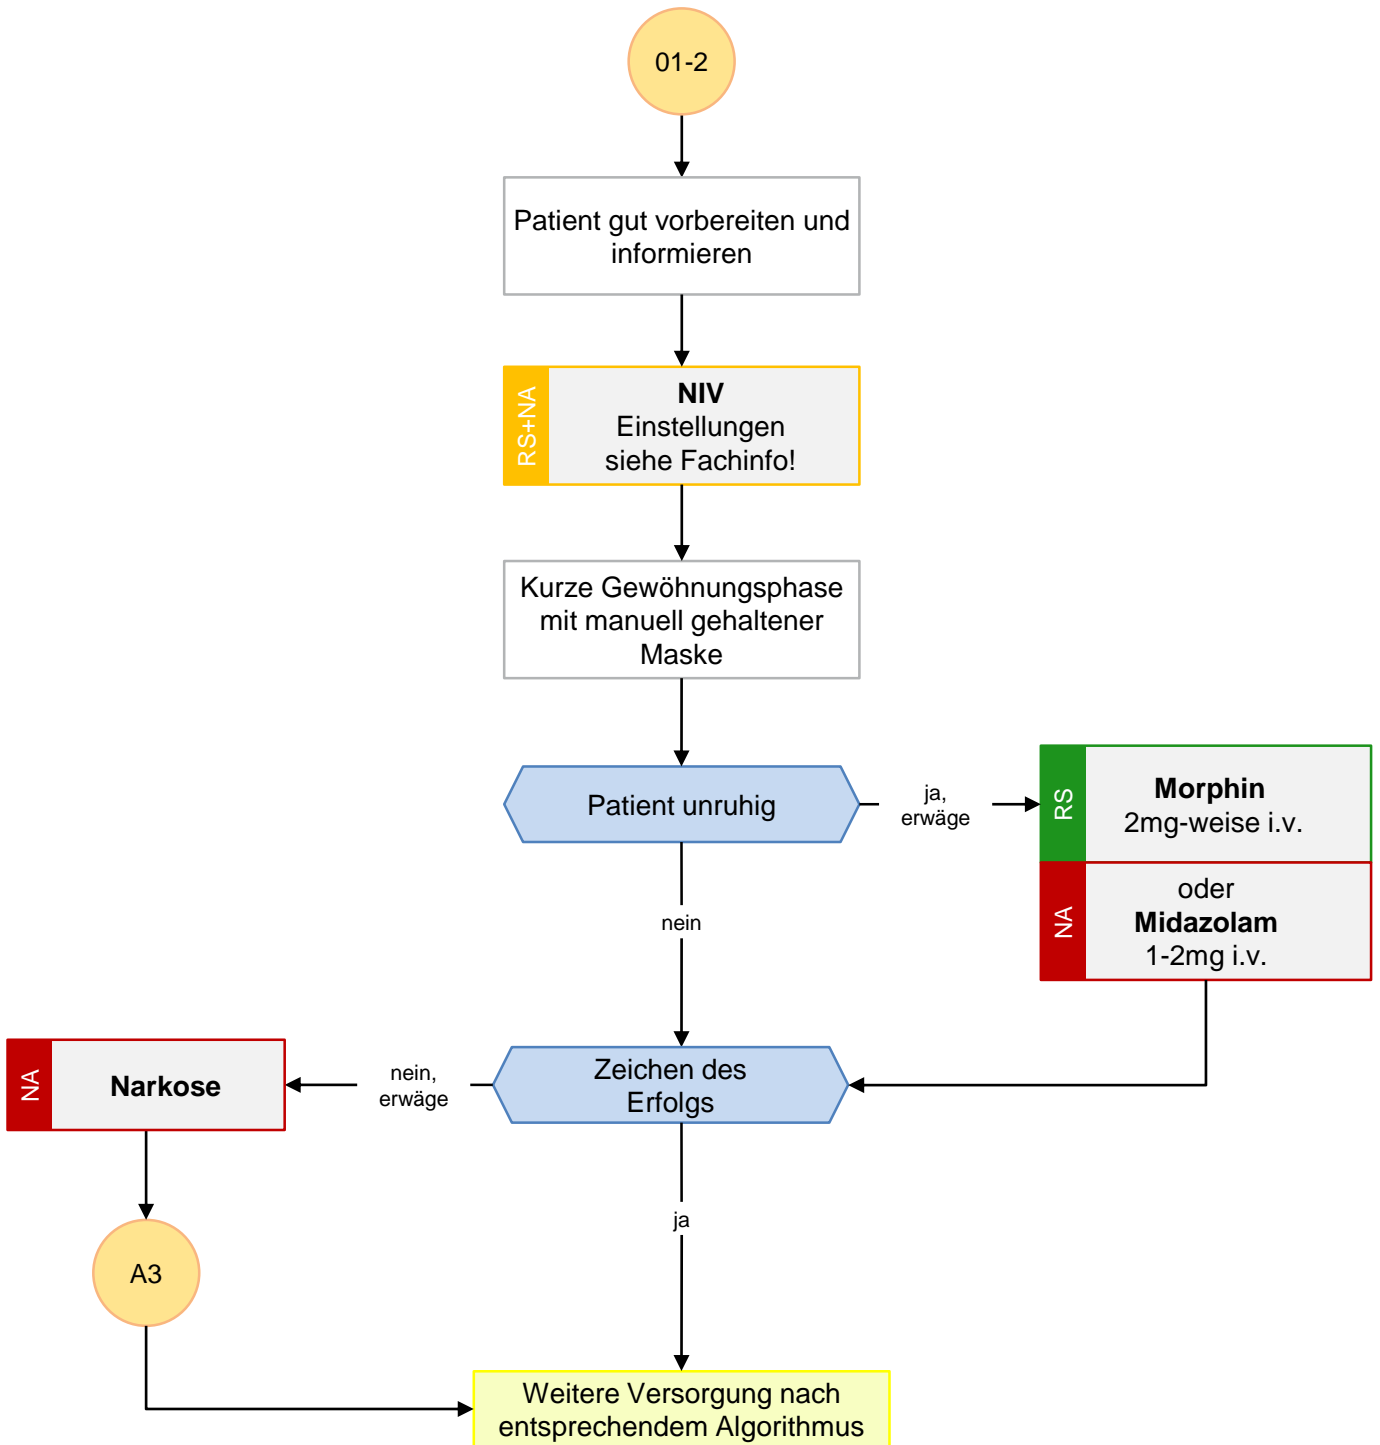 01-2
Patient gut vorbereiten und
informieren
RS+NA
NIV
Einstellungen
siehe Fachinfo!
Kurze Gewöhnungsphase
mit manuell gehaltener
Maske
Patient unruhig
ja,
erwäge
RS
Morphin
2mg-weise i.v.
NA
oder
Midazolam
1-2mg i.v.
nein
Zeichen des
Erfolgs
nein,
erwäge
NA
Narkose
ja
A3
Weitere Versorgung nach
entsprechendem Algorithmus